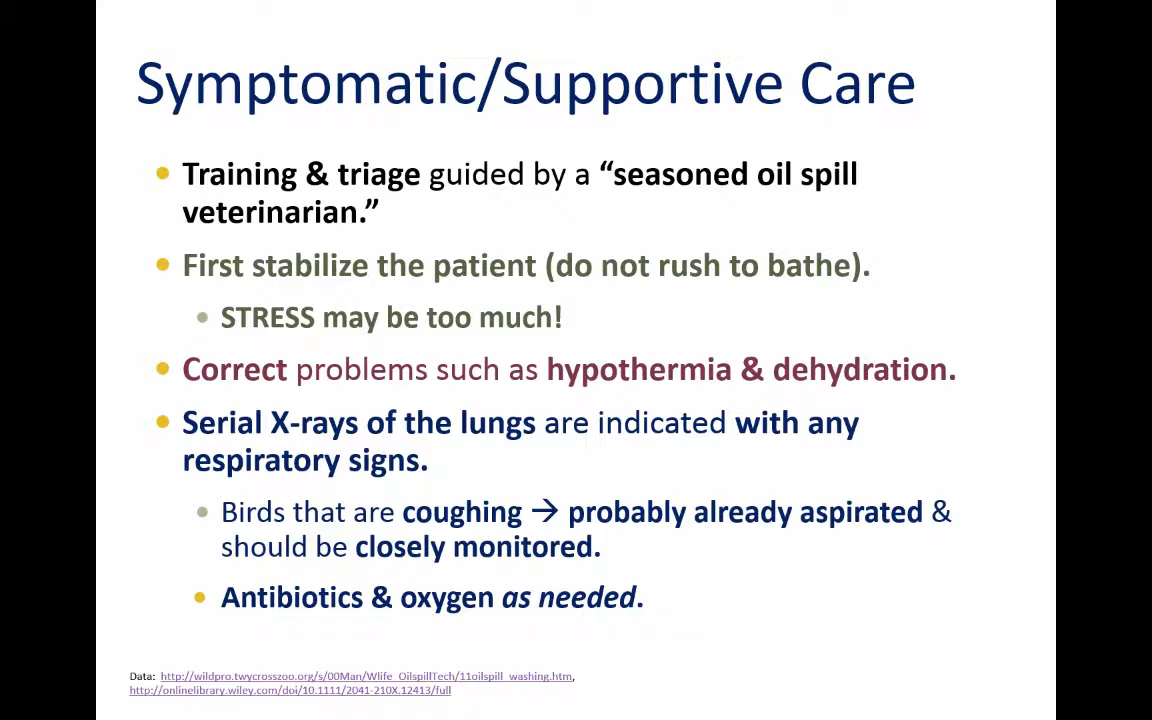 Symptomatic/Supportive Care
Training & triage guided by a “seasoned oil spill
veterinarian.”
First stabilize the patient (do not rush to bathe).
STRESS may be too much!
Correct problems such as hypothermia & dehydration.
Serial X-rays of the lungs are indicated with any
respiratory signs.
Birds that are coughing → probably already aspirated &
should be closely monitored.
Antibiotics & oxygen as needed.
Data: http://wildpro.twycrosszoo.org/s/00Man/Wlife_OilspillTech/11oilspill_washing.htm,
http://onlinelibrary.wiley.com/doi/10.1111/2041-210X.12413/full